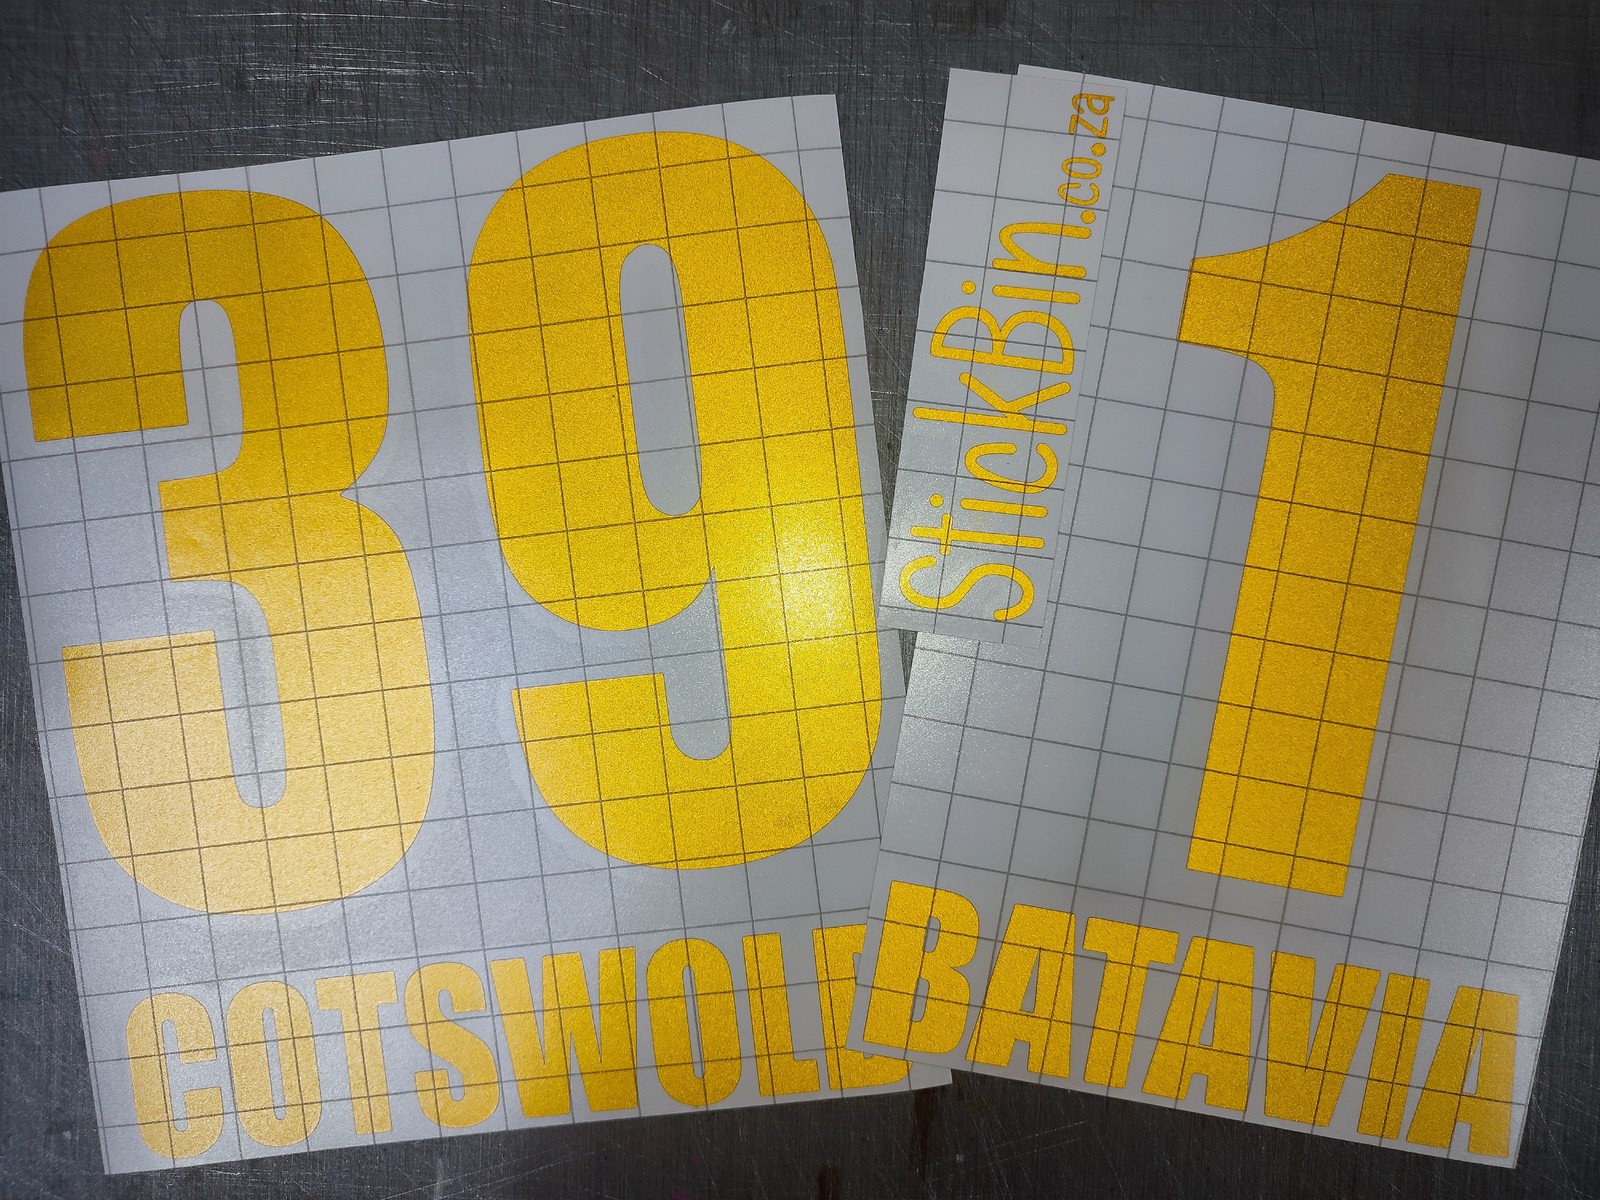 39
COTSWOLD
StickBin.co.za
1
BATAVIA